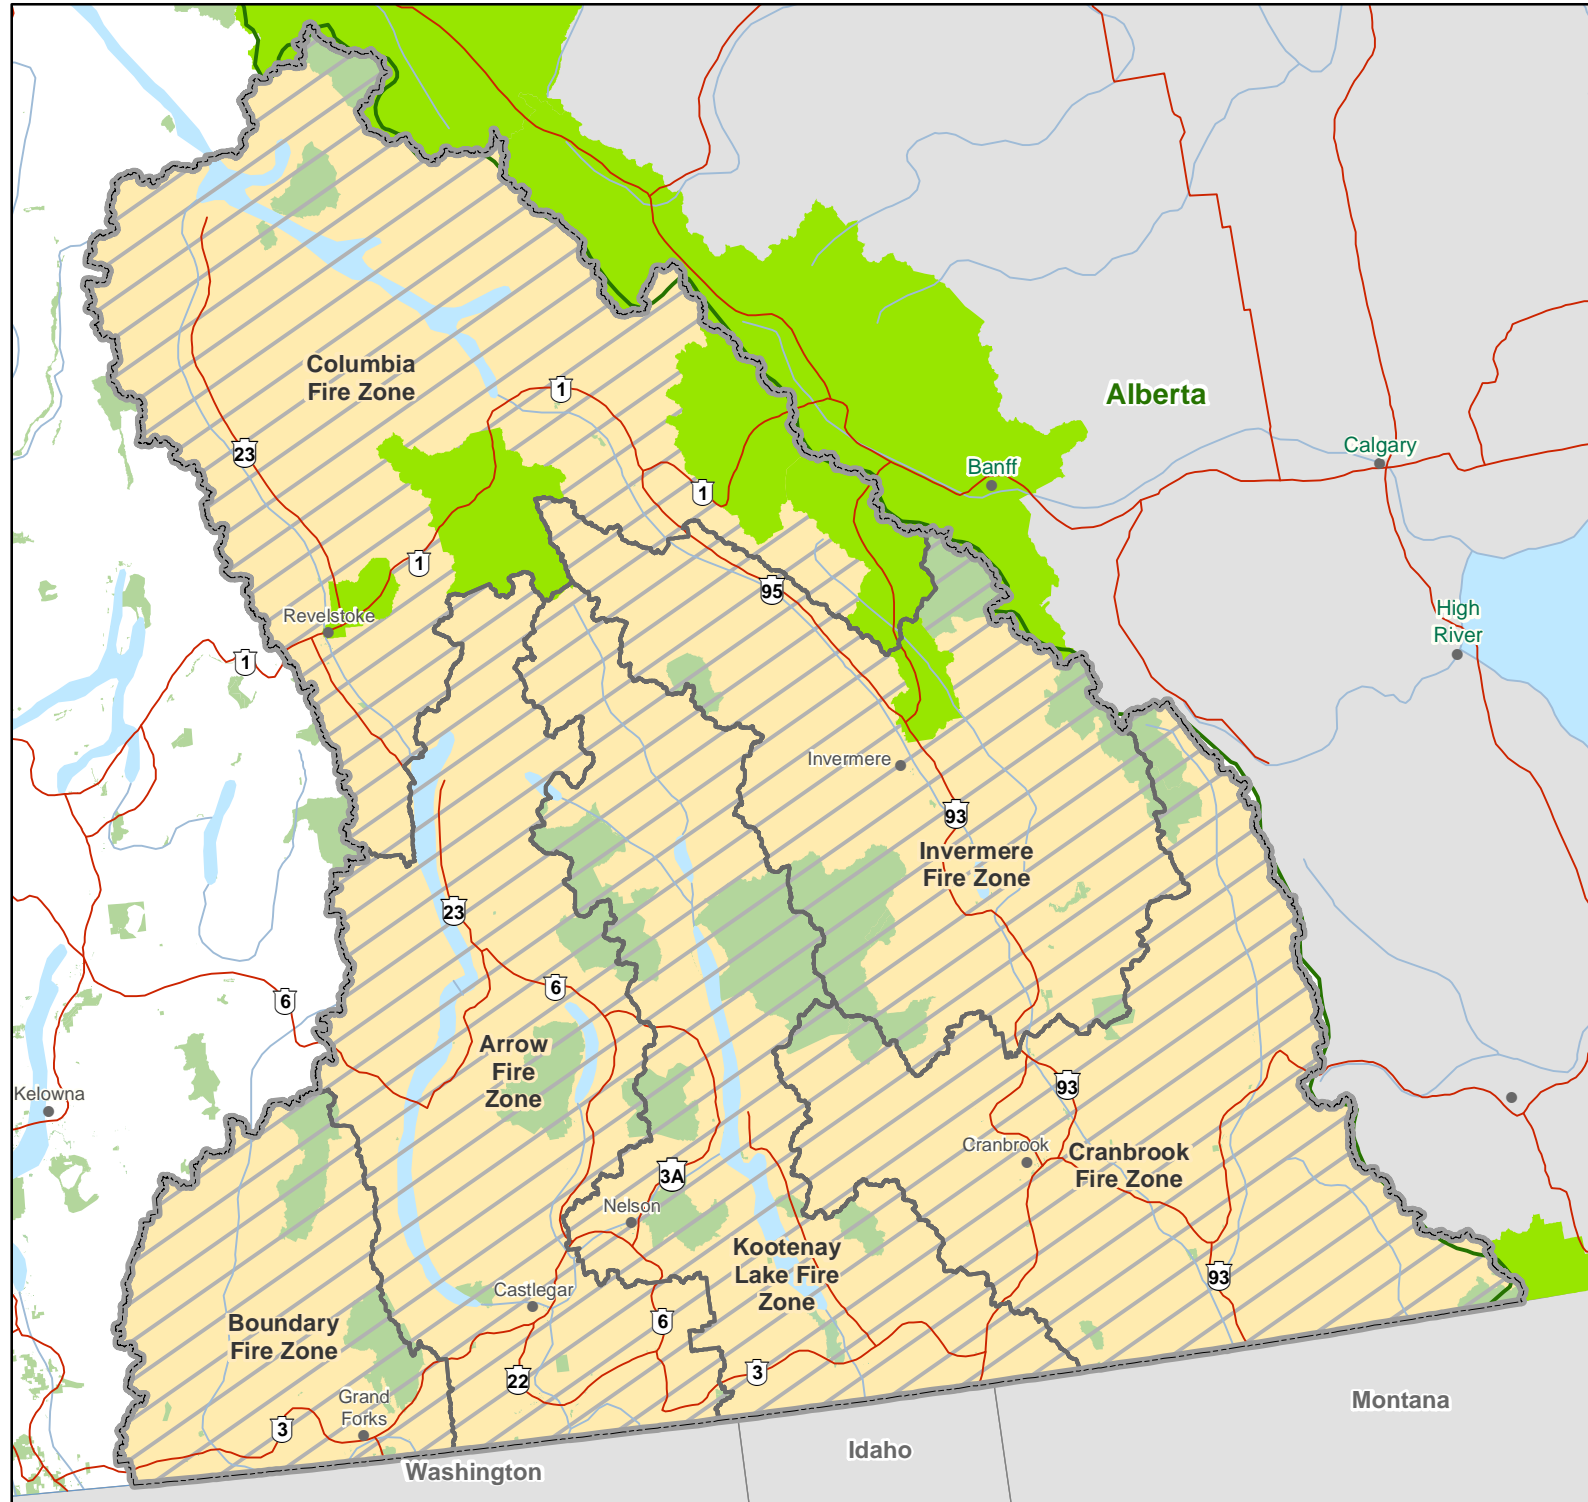 Columbia
Fire Zone
1
Alberta
23
Calgary
Banff
1
1
95
High
River
Revelstoke
1
Invermere
93
Invermere
Fire Zone
23
6
6
Arrow
Fire
Zone
93
Kelowna
Cranbrook
Cranbrook
Fire Zone
3A
Nelson
Kootenay
Lake Fire
Zone
93
Castlegar
Boundary
Fire Zone
6
3
22
Grand
Forks
3
Montana
Idaho
Washington